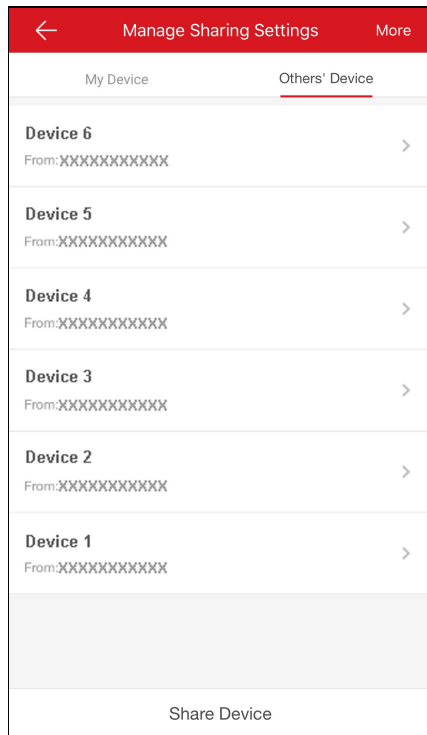 Manage Sharing Settings
More
My Device
Others' Device
Device 6
From:XXXXXXXXXXX
Device 5
From:XXXXXXXXXXX
Device 4
From:XXXXXXXXXXX
Device 3
From:XXXXXXXXXXX
Device 2
From:XXXXXXXXXXX
Device 1
From:XXXXXXXXXXX
Share Device